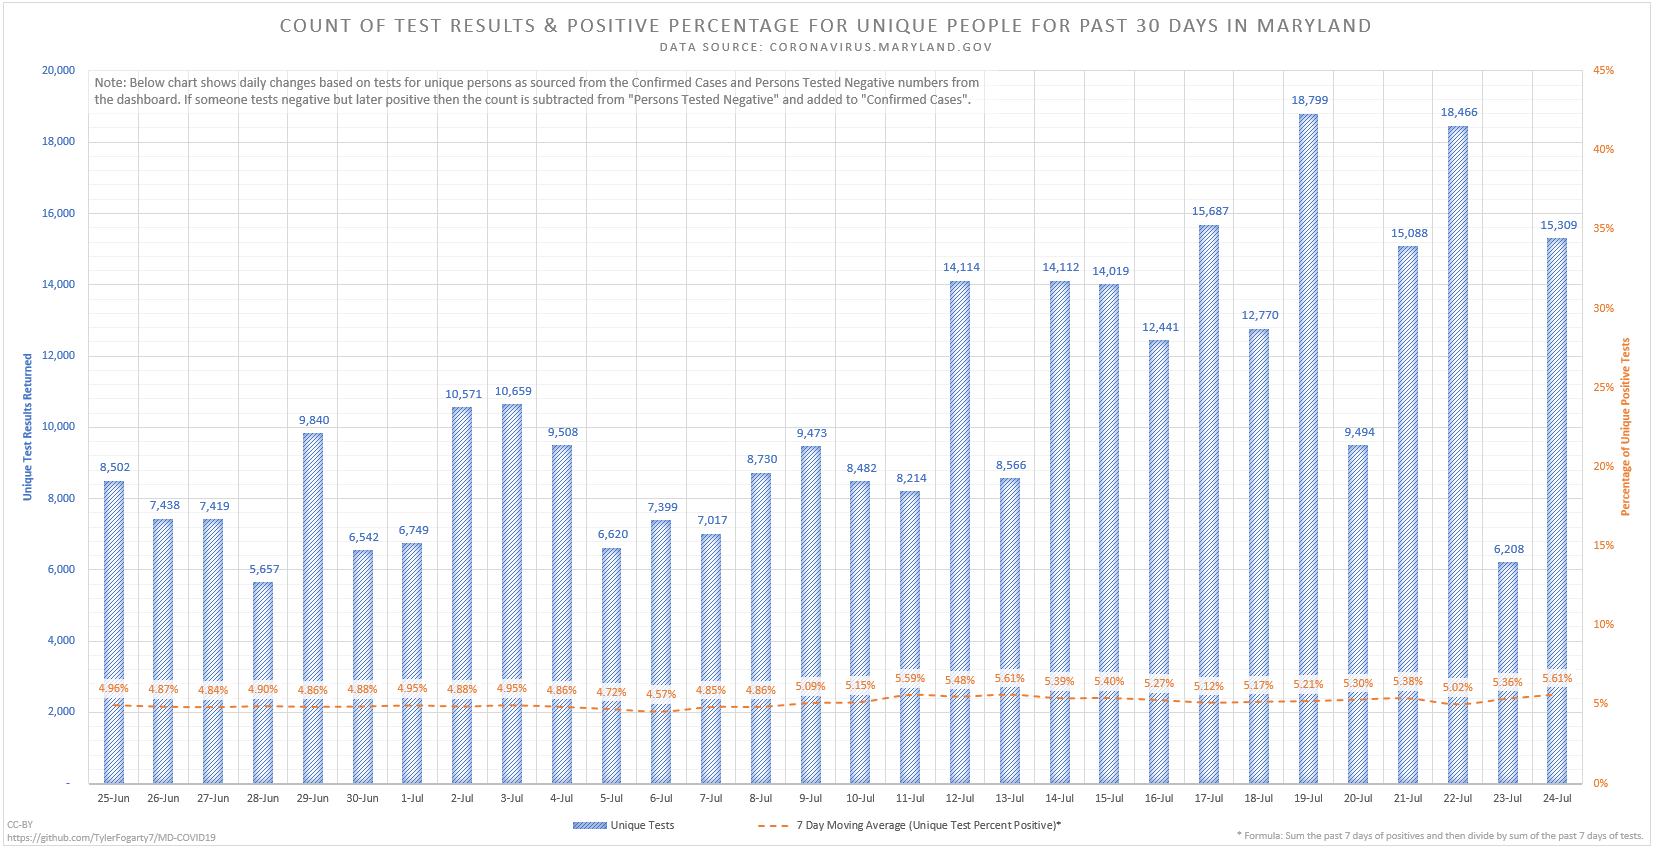 COUNT OF TEST RESULTS & POSITIVE PERCENTAGE FOR UNIQUE PEOPLE FOR PAST 30 DAYS IN MARYLAND
DATA SOURCE: CORONAVIRUS.MARYLAND.GOV
Note: Below chart shows daily changes based on tests for unique persons as sourced from the Confirmed Cases and Persons Tested Negative numbers from
the dashboard. If someone tests negative but later positive then the count is subtracted from "Persons Tested Negative" and added to "Confirmed Cases".
Unique Test Results Returned
20,000
18,000
16,000
14,000
12,000
10,000
8,000
6,000
4,000
2,000
-
8,502
7,438
7,419
5,657
9,840
6,542
6,749
10,571
10,659
9,508
6,620
7,399
7,017
8,730
9,473
8,482
8,214
14,114
8,566
14,112
14,019
12,441
15,687
12,770
18,799
9,494
15,088
18,466
6,208
15,309
4.96%
4.87%
4.84%
4.90%
4.86%
4.88%
4.95%
4.88%
4.95%
4.86%
4.72%
4.57%
4.85%
4.86%
5.09%
5.15%
5.59%
5.48%
5.61%
5.39%
5.40%
5.27%
5.12%
5.17%
5.21%
5.30%
5.38%
5.02%
5.36%
5.61%
45%
40%
35%
30%
25%
20%
15%
10%
5%
0%
Percentage of Unique Positive Tests
25-Jun
26-Jun
27-Jun
28-Jun
29-Jun
30-Jun
1-Jul
2-Jul
3-Jul
4-Jul
5-Jul
6-Jul
7-Jul
8-Jul
9-Jul
10-Jul
11-Jul
12-Jul
13-Jul
14-Jul
15-Jul
16-Jul
17-Jul
18-Jul
19-Jul
20-Jul
21-Jul
22-Jul
23-Jul
24-Jul
Unique Tests
7 Day Moving Average (Unique Test Percent Positive)*
CC-BY
https://github.com/TylerFogarty7/MD-COVID19
* Formula: Sum the past 7 days of positives and then divide by sum of the past 7 days of tests.